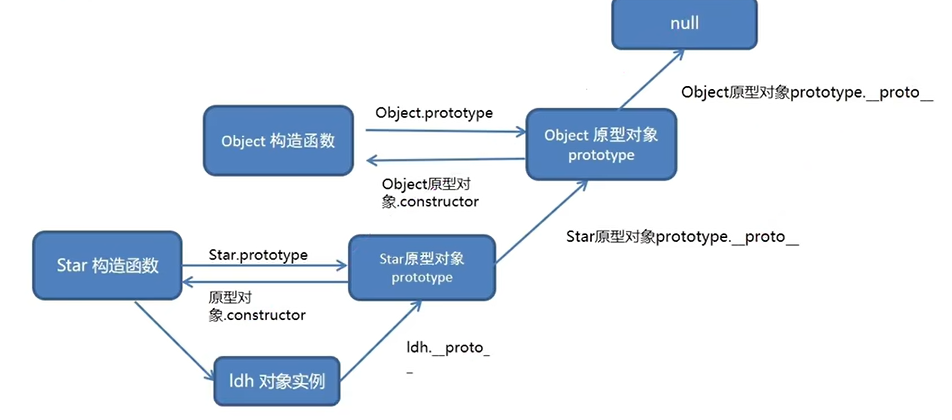 null
Object原型对象prototype.__proto__
Object.prototype
Object 构造函数
Object 原型对象
prototype
Object原型对
象.constructor
Star原型对象prototype.__proto__
Star 构造函数
Star.prototype
Star原型对象
prototype
原型对
象.constructor
ldh.__proto_
_
ldh 对象实例